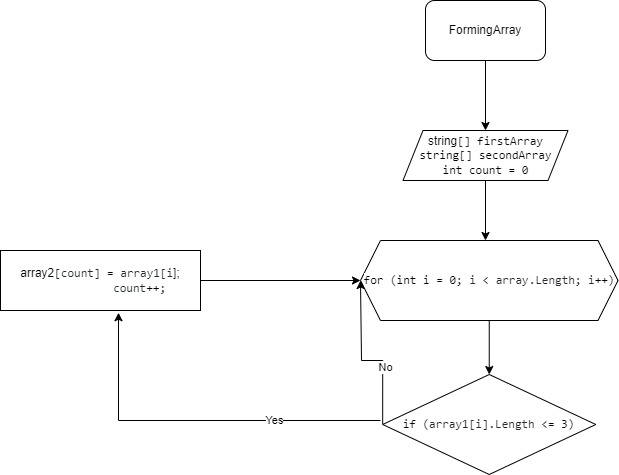 FormingArray
string[] firstArray
string[] secondArray
int count = 0
for (int i = 0; i < array.Length; i++)
array2[count] = array1[i];
count++;
No
if (array1[i].Length <= 3)
Yes